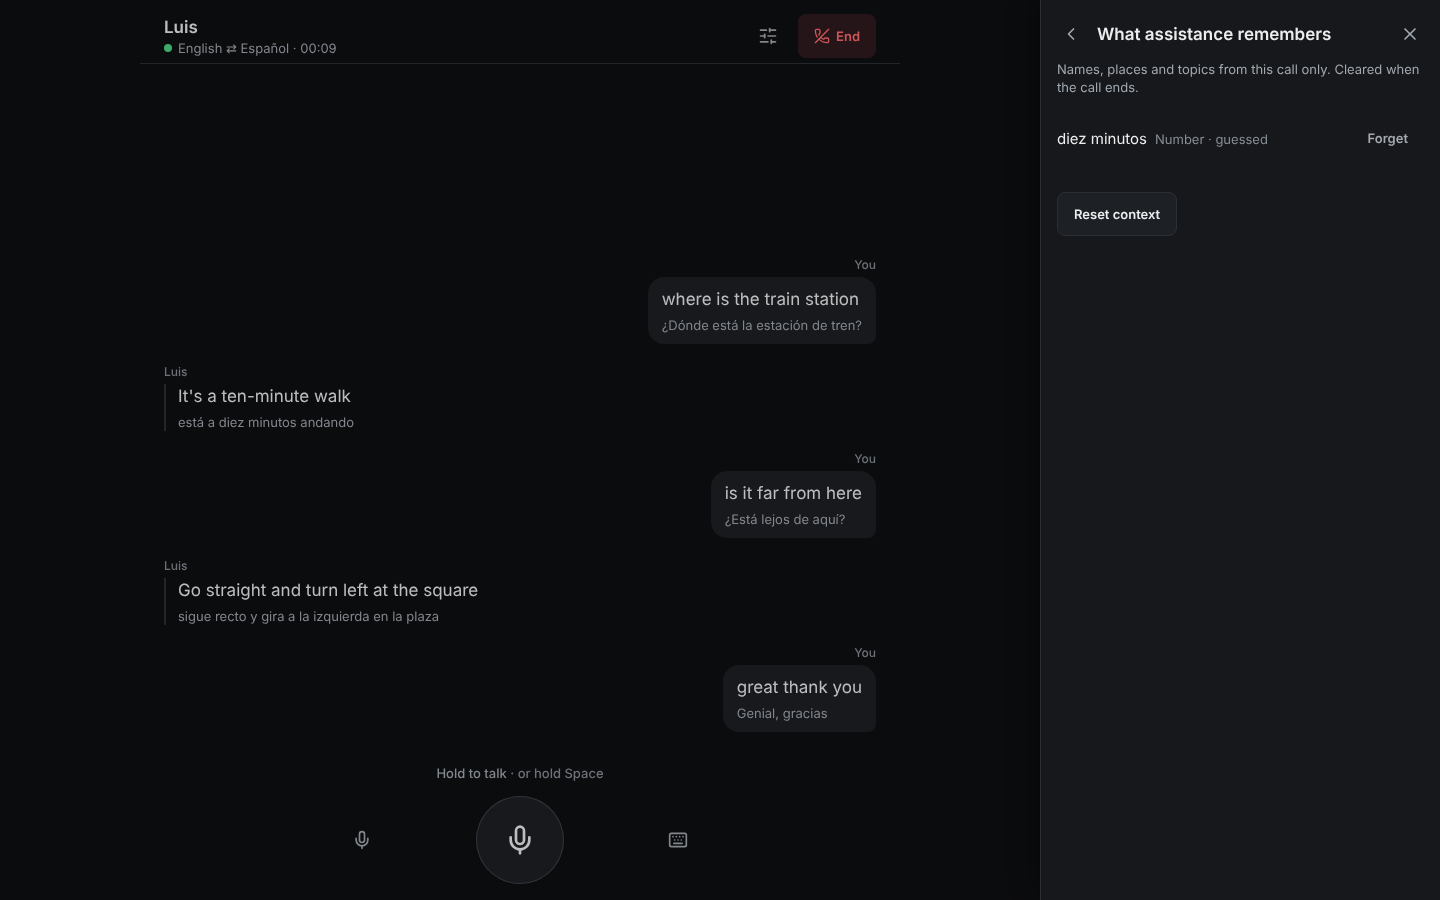 Luis
English ⇄ Español · 00:09
End
You
where is the train station
¿Dónde está la estación de tren?
Luis
It's a ten-minute walk
está a diez minutos andando
You
is it far from here
¿Está lejos de aquí?
Luis
Go straight and turn left at the square
sigue recto y gira a la izquierda en la plaza
You
great thank you
Genial, gracias
Hold to talk · or hold Space
What assistance remembers
Names, places and topics from this call only. Cleared when
the call ends.
diez minutos Number · guessed Forget
Reset context